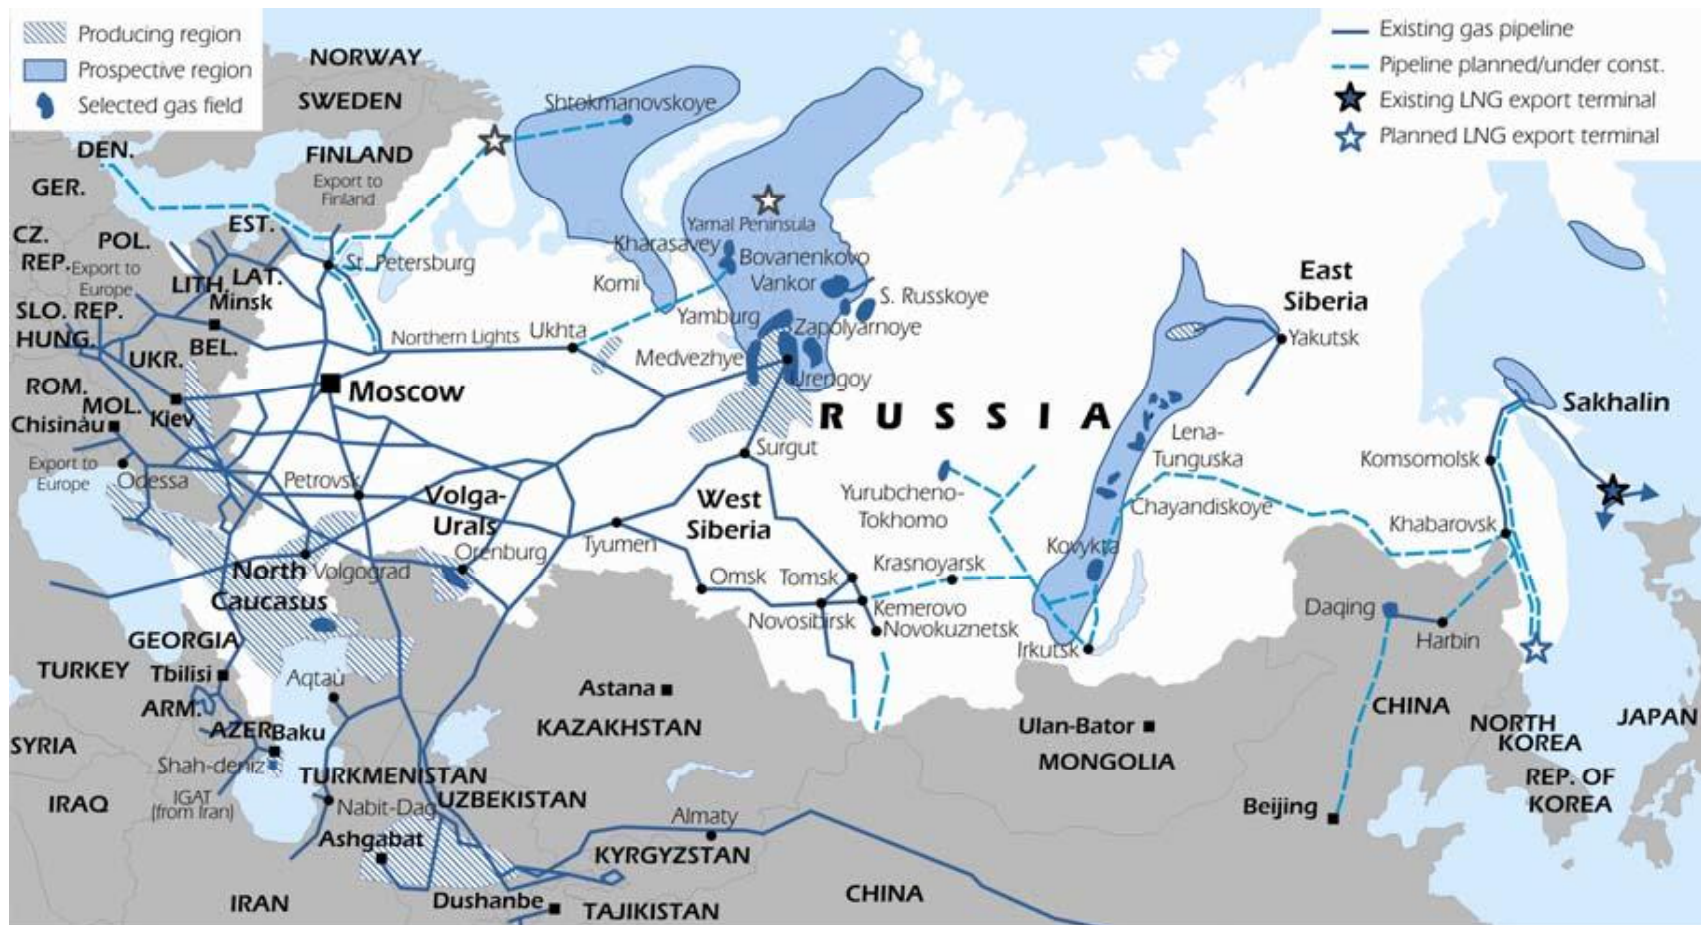 Producing region
Prospective region
Selected gas field
Existing gas pipeline
Pipeline planned/under const.
Existing LNG export terminal
Planned LNG export terminal
NORWAY
SWEDEN
FINLAND
Export to
Finland
DEN.
GER.
EST.
CZ.
REP.
POL.
Export to
Europe
LITH.
LAT.
Minsk
SLO. REP.
HUNG.
UKR.
BEL.
ROM.
MOL.
Kiev
Chisinàu
Export to
Europe
Odessa
Shtokmanovskoye
Yamal Peninsula
Kharasavey
Bovanenkovo
Vankor
S. Russkoye
Komi
Yamburg
Zapolyarnoye
Medvezhye
Urengoy
St. Petersburg
Northern Lights
Ukhta
Moscow
RUSSIA
East
Siberia
Yakutsk
Sakhalin
Surgut
Lena-
Tunguska
Komsomolsk
Petrovsk
Volga-
Urals
West
Siberia
Yurubcheno-
Tokhomo
Chayandiskoye
Khabarovsk
Orenburg
Tyumen
Kovykta
Krasnoyarsk
North
Caucasus
Volgograd
Omsk
Tomsk
Kemerovo
Novosibirsk
Novokuznetsk
Irkutsk
Daqing
Harbin
GEORGIA
TURKEY
Tbilisi
Aqtaù
Astana
KAZAKHSTAN
Ulan-Bator
MONGOLIA
CHINA
NORTH
KOREA
JAPAN
ARM.
AZER.
Baku
SYRIA
Shah-deniz
TURKMENISTAN
UZBEKISTAN
REP. OF
KOREA
IRAQ
IGAT
(from Iran)
Nabit-Dag
Almaty
Beijing
Ashgabat
KYRGYZSTAN
IRAN
Dushanbe
TAJIKISTAN
CHINA